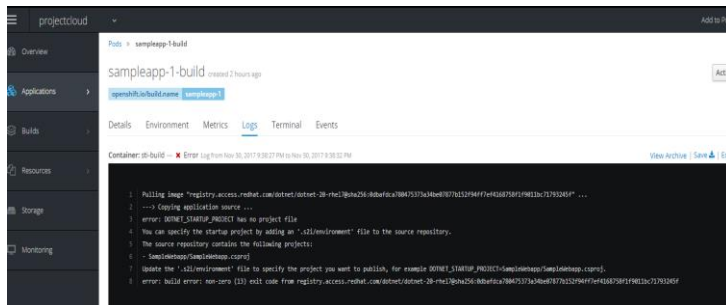 projectcloud
Add to P
Overview
Applications
Builds
Resources
Storage
Monitoring
Pods > sampleapp-1-build
sampleapp-1-build created 2 hours ago
Act
openshift.io/build.name sampleapp-1
Details Environment Metrics Logs Terminal Events
Container: sti-build — ✖ Error Log from Nov 30, 2017 9:38:27 PM to Nov 30, 2017 9:38:32 PM
View Archive | Save | E
1 Pulling image "registry.access.redhat.com/dotnet/dotnet-20-rhel7@sha256: ...
2 ---> Copying application source ...
3 error: DOTNET_STARTUP_PROJECT has no project file
4 You can specify the startup project by adding an '.s2i/environment' file to the source repository.
5 The source repository contains the following projects:
6 - SampleWebapp/SampleWebapp.csproj
7 Update the '.s2i/environment' file to specify the project you want to publish, for example DOTNET_STARTUP_PROJECT=SampleWebapp/SampleWebapp.csproj.
8 error: build error: non-zero (13) exit code from registry.access.redhat.com/dotnet/dotnet-20-rhel7@sha256: